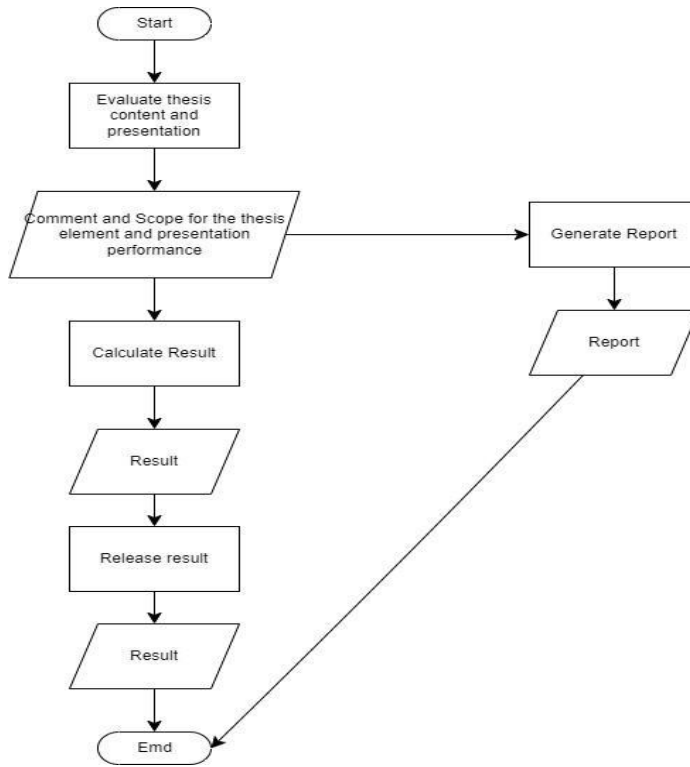 Start
Evaluate thesis
content and
presentation
Comment and Scope for the thesis
element and presentation
performance
Generate Report
Calculate Result
Report
Result
Release result
Result
Emd